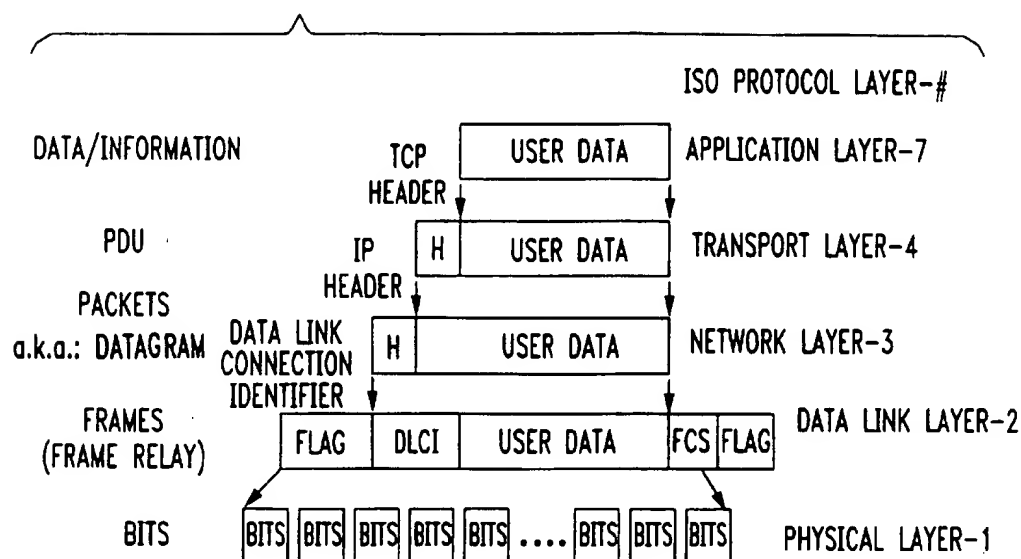 ISO PROTOCOL LAYER-#
DATA/INFORMATION
TCP
HEADER
USER DATA
APPLICATION LAYER-7
PDU
IP
HEADER
H
USER DATA
TRANSPORT LAYER-4
PACKETS
a.k.a.: DATAGRAM
DATA LINK
CONNECTION
IDENTIFIER
H
USER DATA
NETWORK LAYER-3
FRAMES
(FRAME RELAY)
FLAG
DLCI
USER DATA
FCS
FLAG
DATA LINK LAYER-2
BITS
BITS BITS BITS BITS BITS .... BITS BITS BITS
PHYSICAL LAYER-1